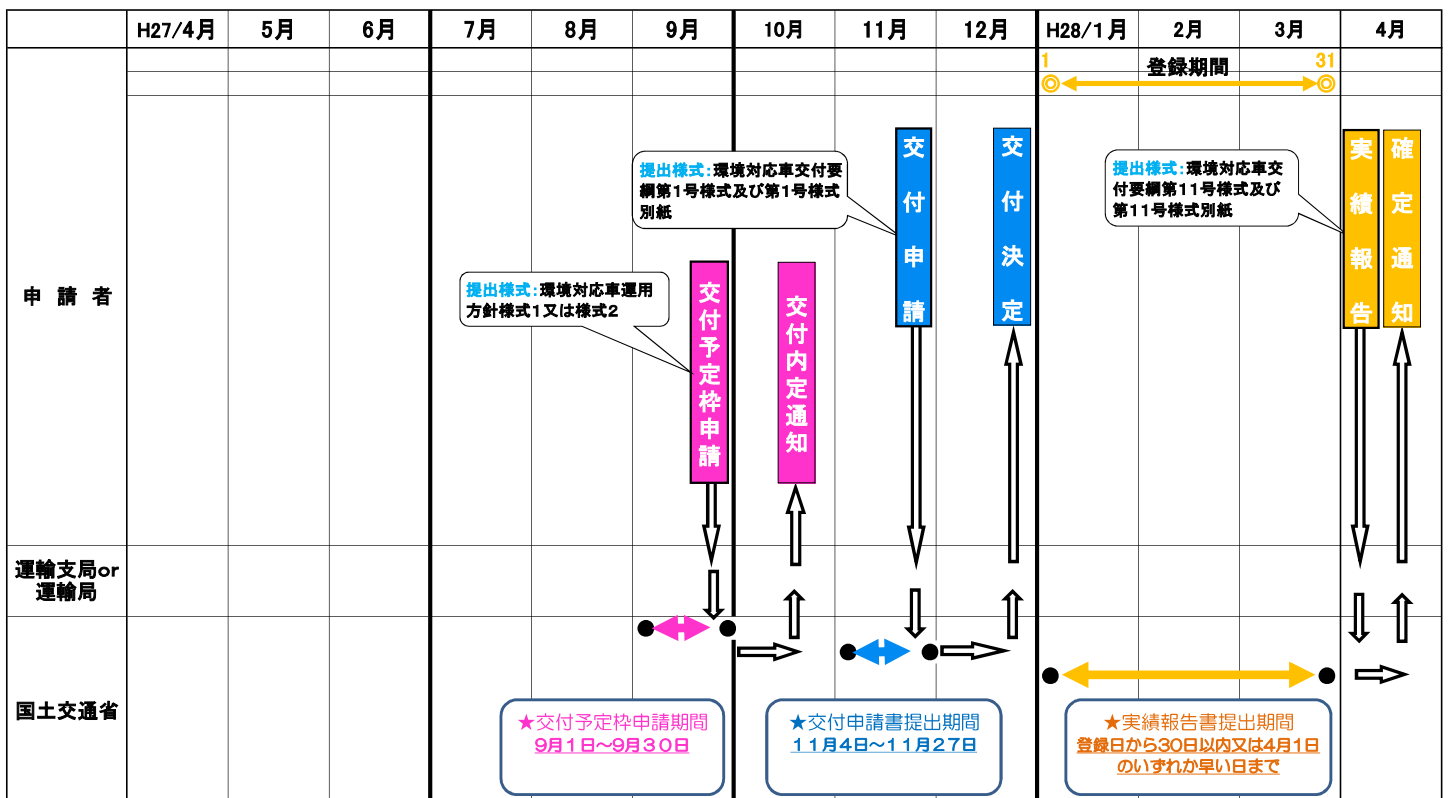 H27/4月
5月
6月
7月
8月
9月
10月
11月
12月
H28/1月
2月
3月
4月
1
登録期間
31
申 請 者
提出様式:環境対応車運用
方針様式1又は様式2
交付予定枠申請
交付内定通知
提出様式:環境対応車交付要
綱第1号様式及び第1号様式
別紙
交付申請
交付決定
提出様式:環境対応車交
付要綱第11号様式及び
第11号様式別紙
実績報告
確定通知
運輸支局or
運輸局
国土交通省
★交付予定枠申請期間
9月1日~9月30日
★交付申請書提出期間
11月4日~11月27日
★実績報告書提出期間
登録日から30日以内又は4月1日
のいずれか早い日まで